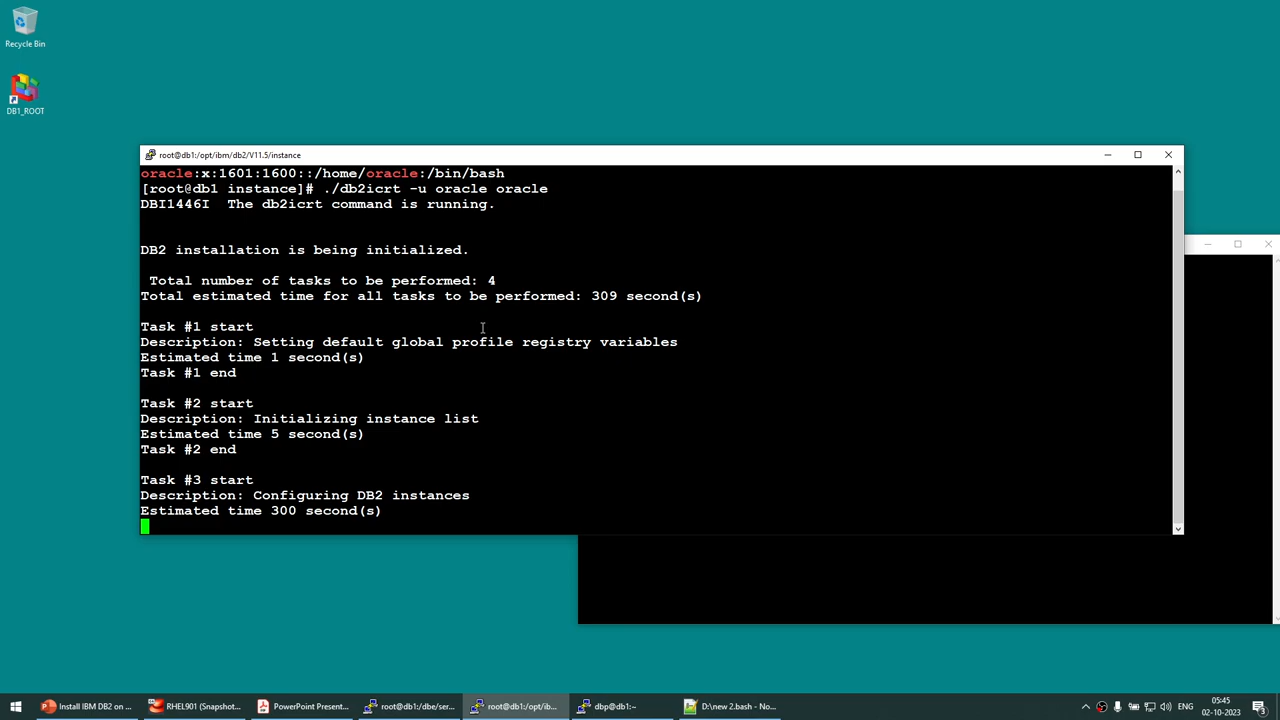 Recycle Bin
DB1_ROOT
root@db1:/opt/ibm/db2/V11.5/instance
oracle:x:1601:1600::/home/oracle:/bin/bash
[root@db1 instance]# ./db2icrt -u oracle oracle
DBI1446I  The db2icrt command is running.
DB2 installation is being initialized.
Total number of tasks to be performed: 4
Total estimated time for all tasks to be performed: 309 second(s)
Task #1 start
Description: Setting default global profile registry variables
Estimated time 1 second(s)
Task #1 end
Task #2 start
Description: Initializing instance list
Estimated time 5 second(s)
Task #2 end
Task #3 start
Description: Configuring DB2 instances
Estimated time 300 second(s)
Install IBM DB2 on ...
RHEL901 (Snapshot...
PowerPoint Present...
root@db1:/dbe/ser...
root@db1:/opt/ib...
dbp@db1:~
D:\new 2.bash - No...
ENG
05:45
02-10-2023
3